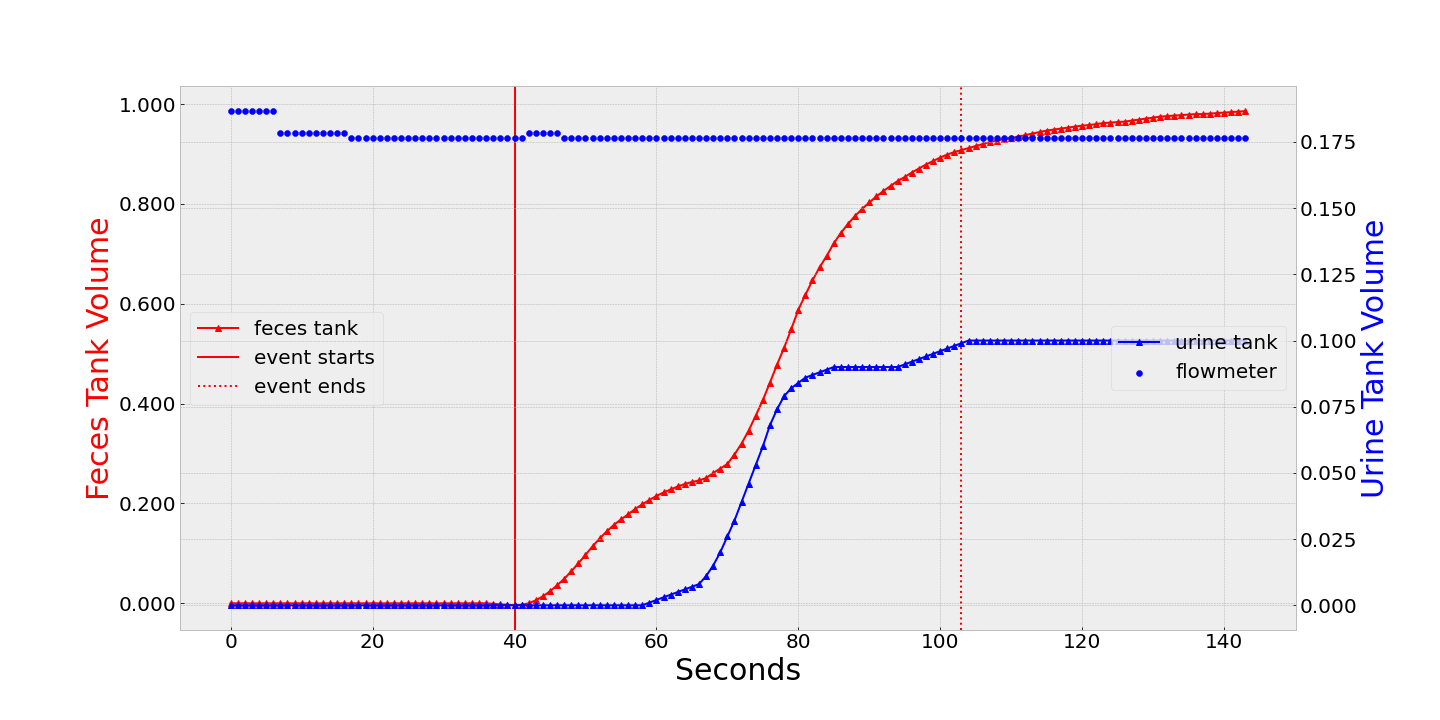 1.000
0.800
0.600
0.400
0.200
0.000
Feces Tank Volume
feces tank
event starts
event ends
urine tank
flowmeter
0.175
0.150
0.125
0.100
0.075
0.050
0.025
0.000
Urine Tank Volume
0 20 40 60 80 100 120 140
Seconds